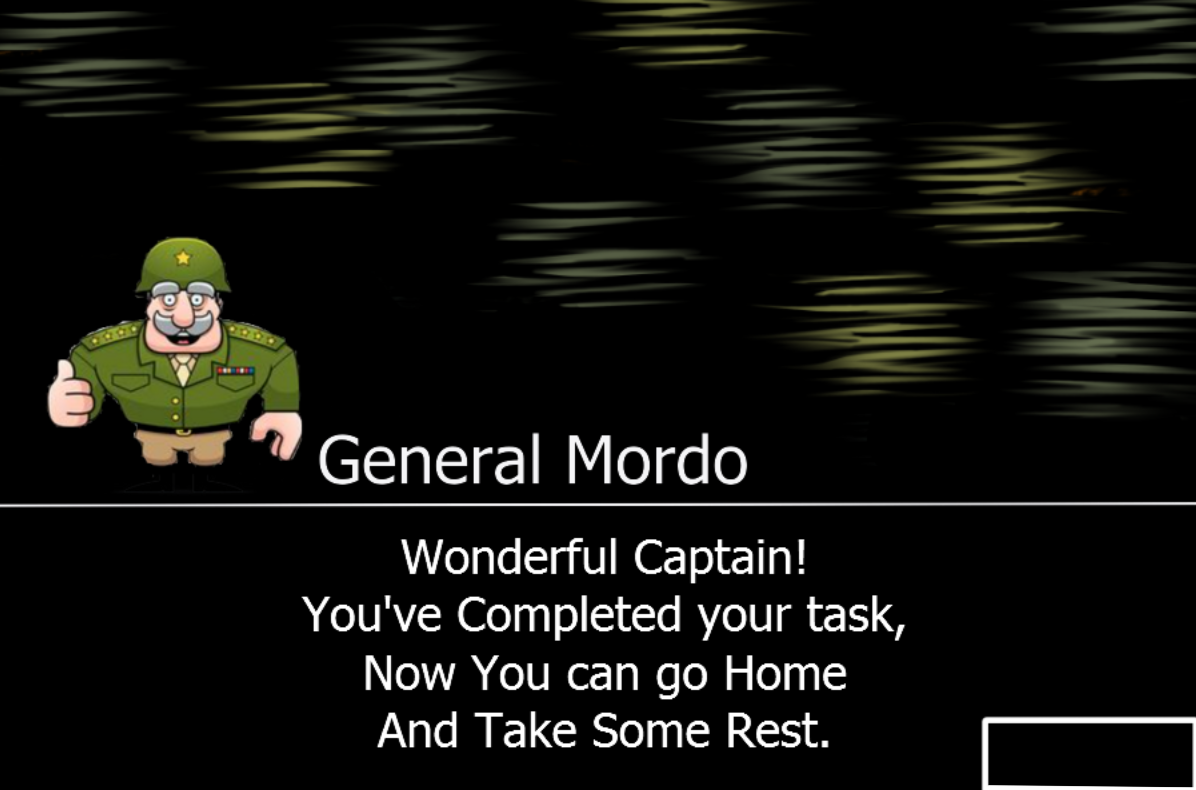 General Mordo
Wonderful Captain!
You've Completed your task,
Now You can go Home
And Take Some Rest.